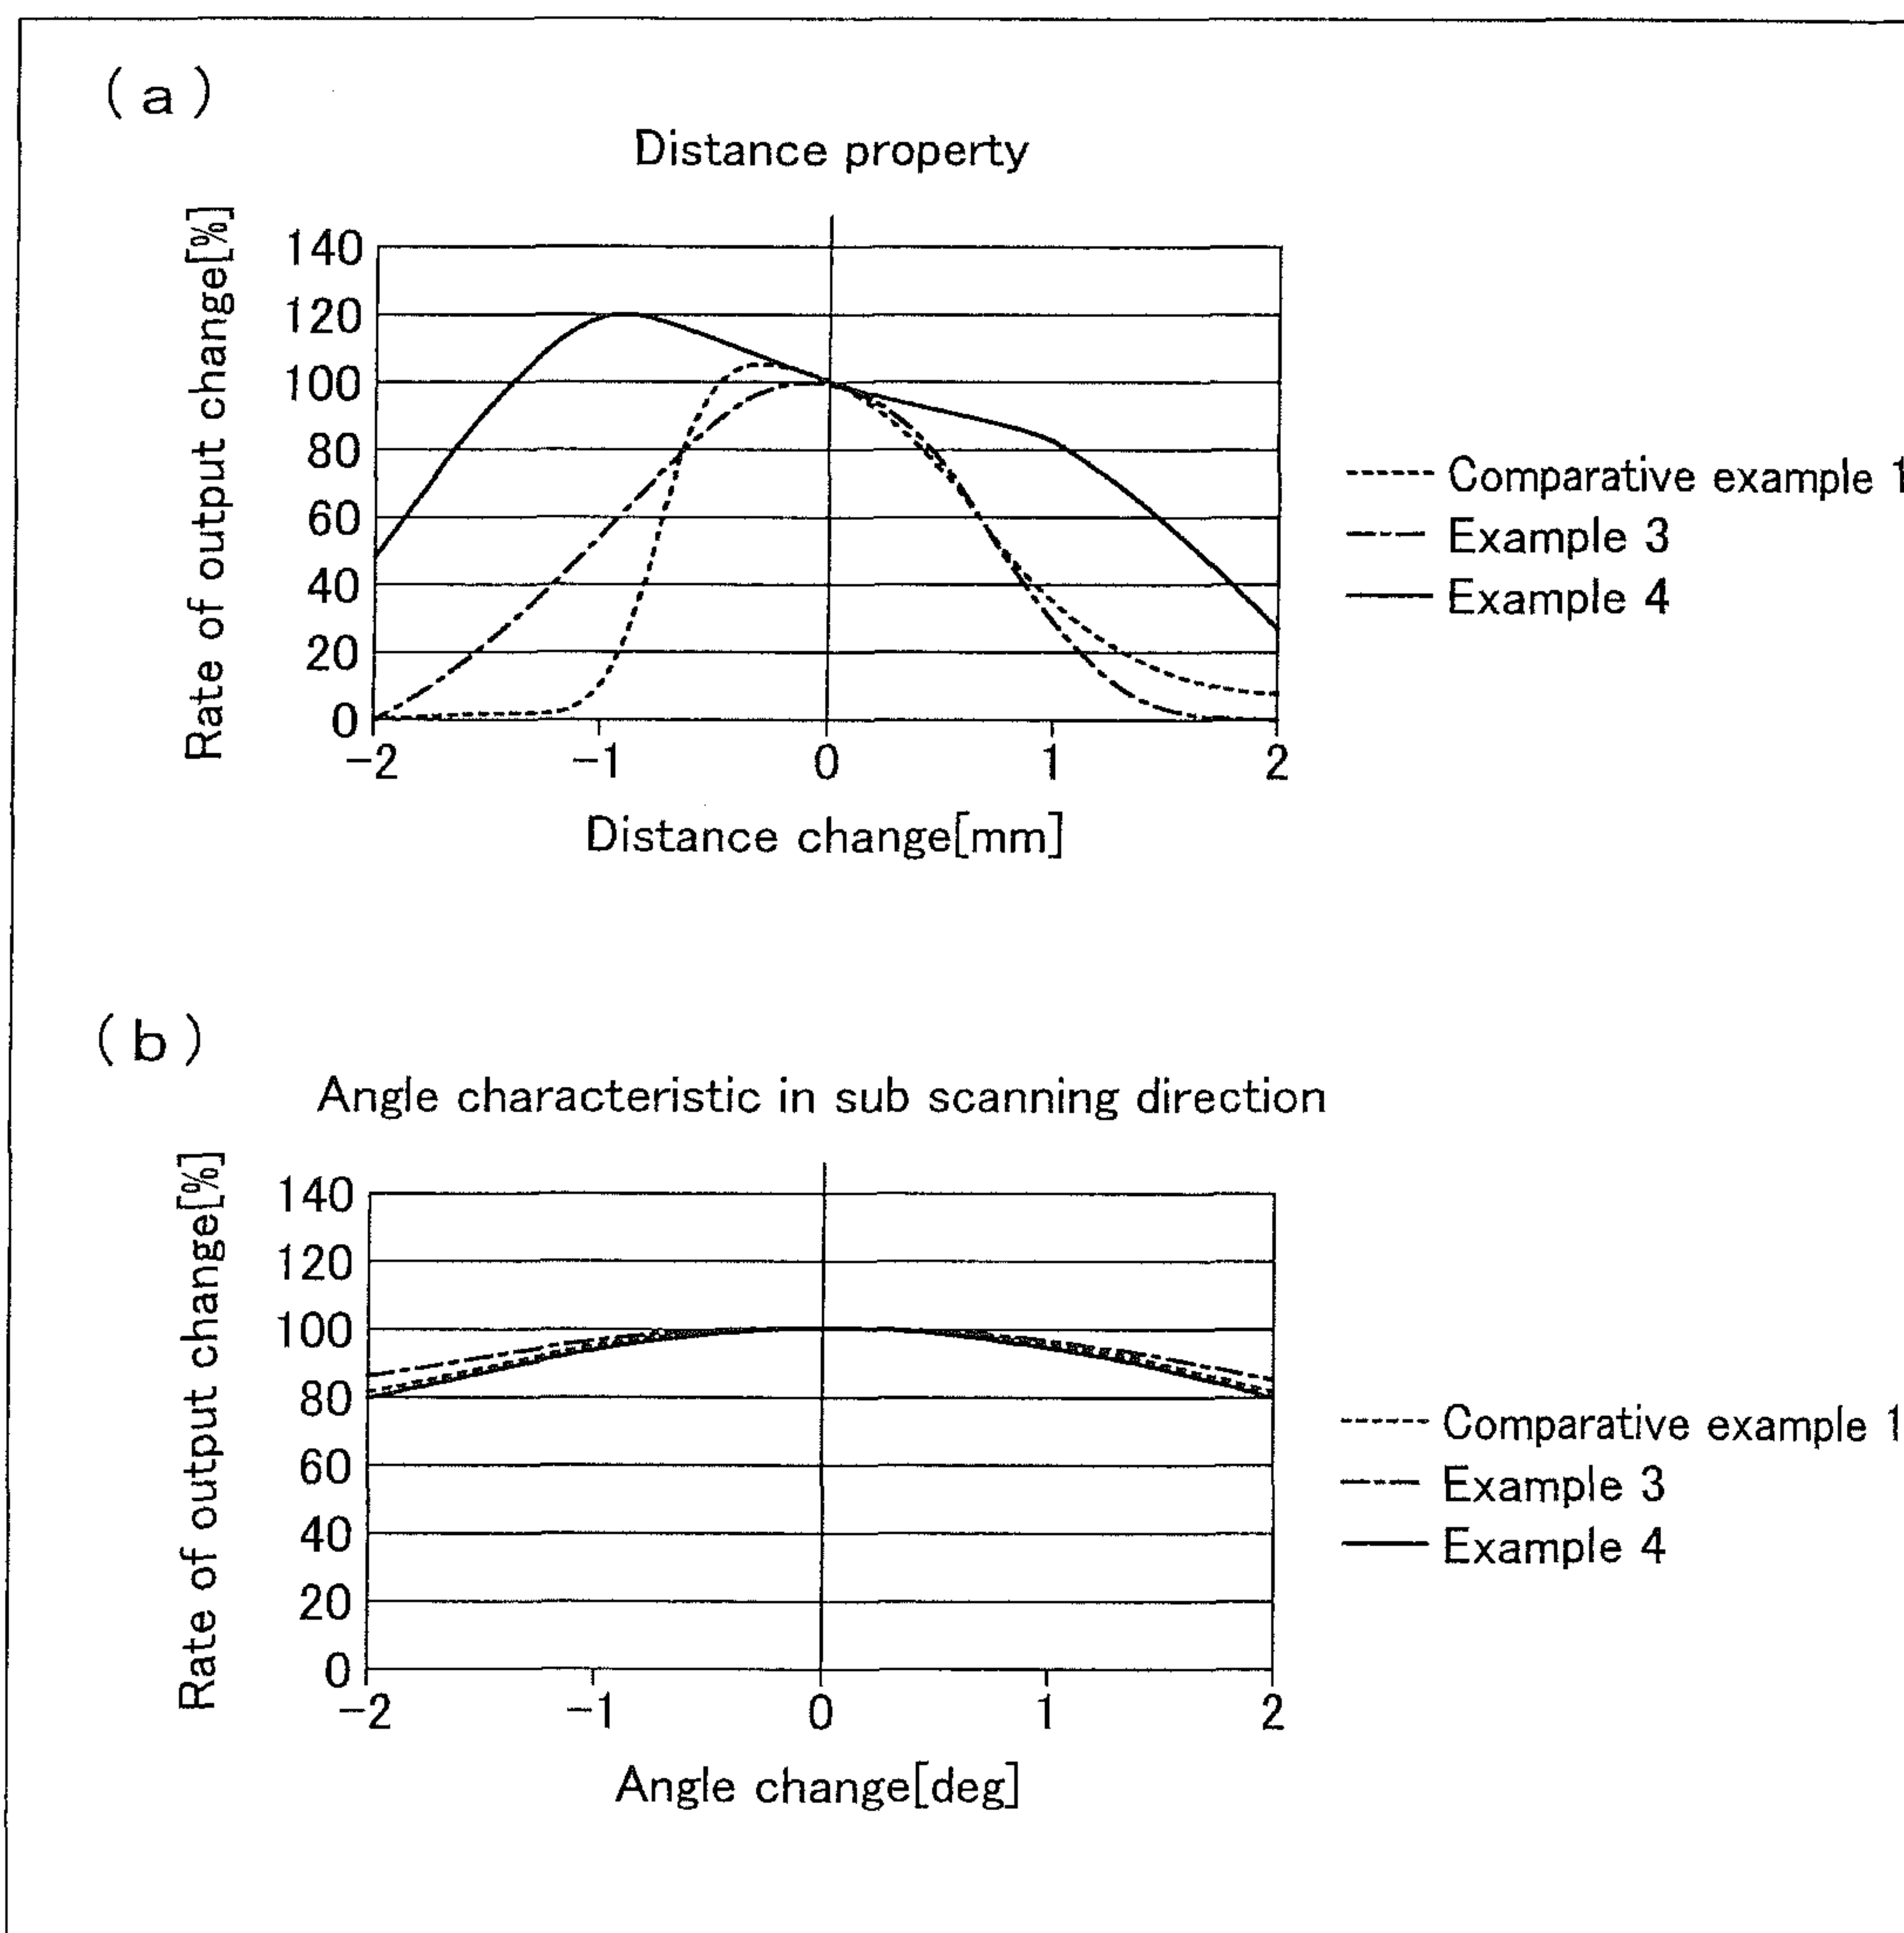 (a)
Distance property
Rate of output change[%]
140
120
100
80
60
40
20
0
-2
-1
0
1
2
Distance change[mm]
Comparative example 1
Example 3
Example 4
(b)
Angle characteristic in sub scanning direction
Rate of output change[%]
140
120
100
80
60
40
20
0
-2
-1
0
1
2
Angle change[deg]
Comparative example 1
Example 3
Example 4